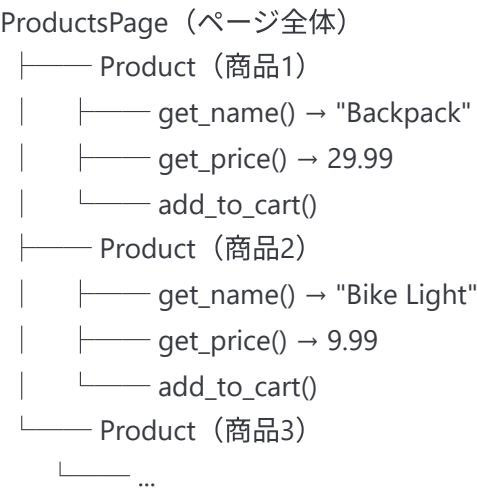 ProductsPage（ページ全体）
├── Product（商品1）
│   ├── get_name() → "Backpack"
│   ├── get_price() → 29.99
│   └── add_to_cart()
├── Product（商品2）
│   ├── get_name() → "Bike Light"
│   ├── get_price() → 9.99
│   └── add_to_cart()
└── Product（商品3）
    └── ...